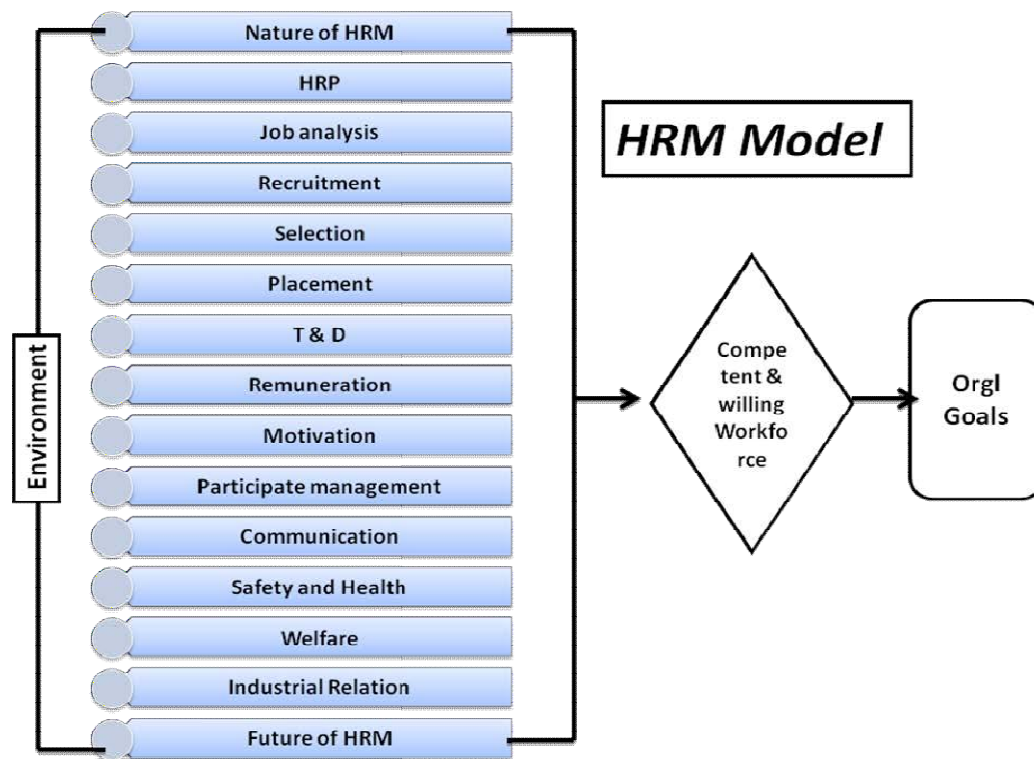 Nature of HRM
HRP
Job analysis
Recruitment
Selection
Placement
T & D
Remuneration
Motivation
Participate management
Communication
Safety and Health
Welfare
Industrial Relation
Future of HRM
Environment
HRM Model
Compe
tent &
willing
Workfo
rce
Orgl
Goals